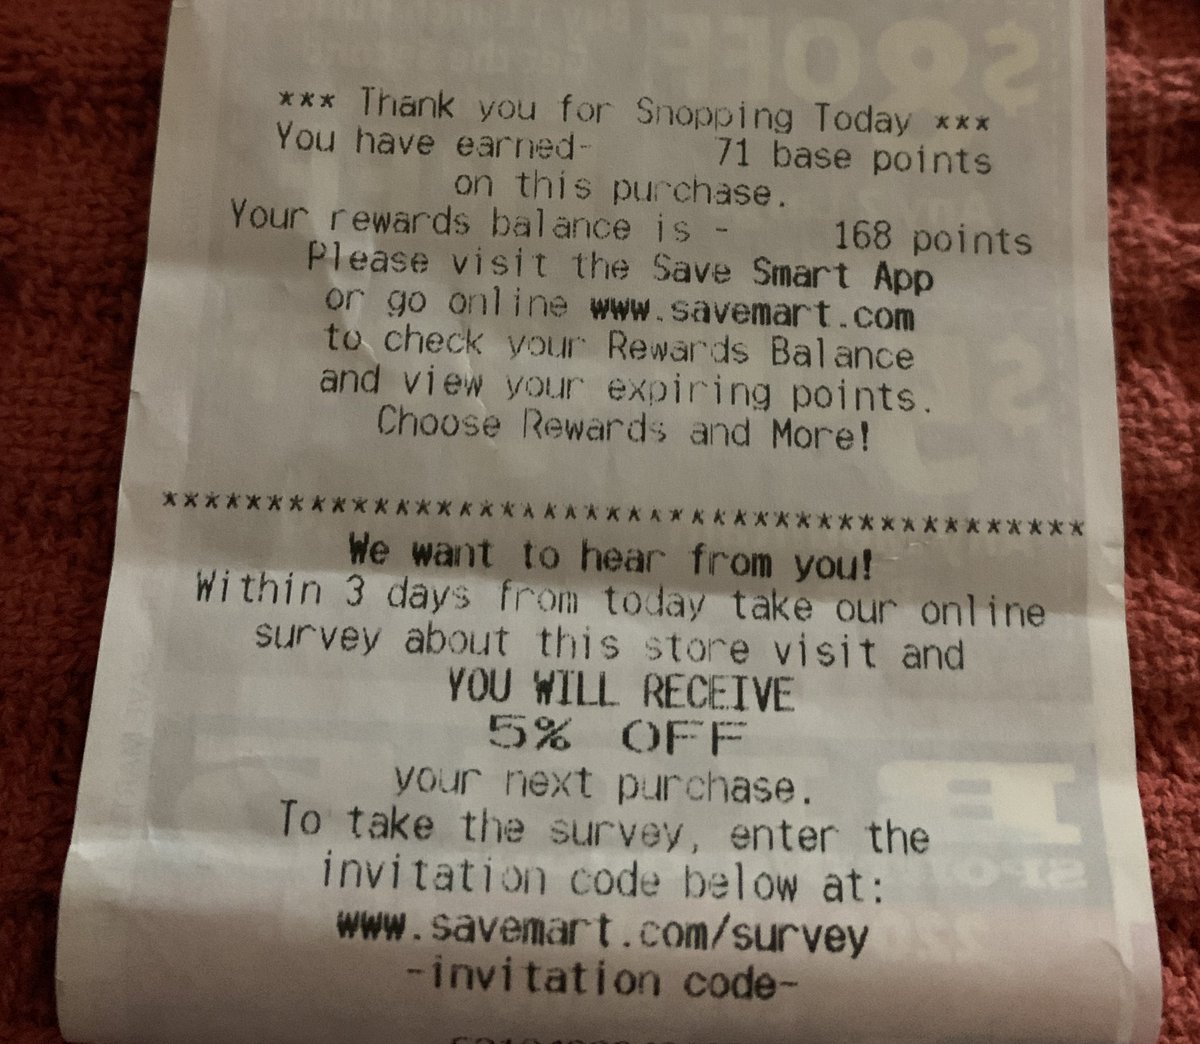 *** Thank you for Snopping Today ***
You have earned- 71 base points
on this purchase.
Your rewards balance is - 168 points
Please visit the Save Smart App
or go online www.savemart.com
to check your Rewards Balance
and view your expiring points.
Choose Rewards and More!
********************************************
We want to hear from you!
Within 3 days from today take our online
survey about this store visit and
YOU WILL RECEIVE
5% OFF
your next purchase.
To take the survey, enter the
invitation code below at:
www.savemart.com/survey
-invitation code-